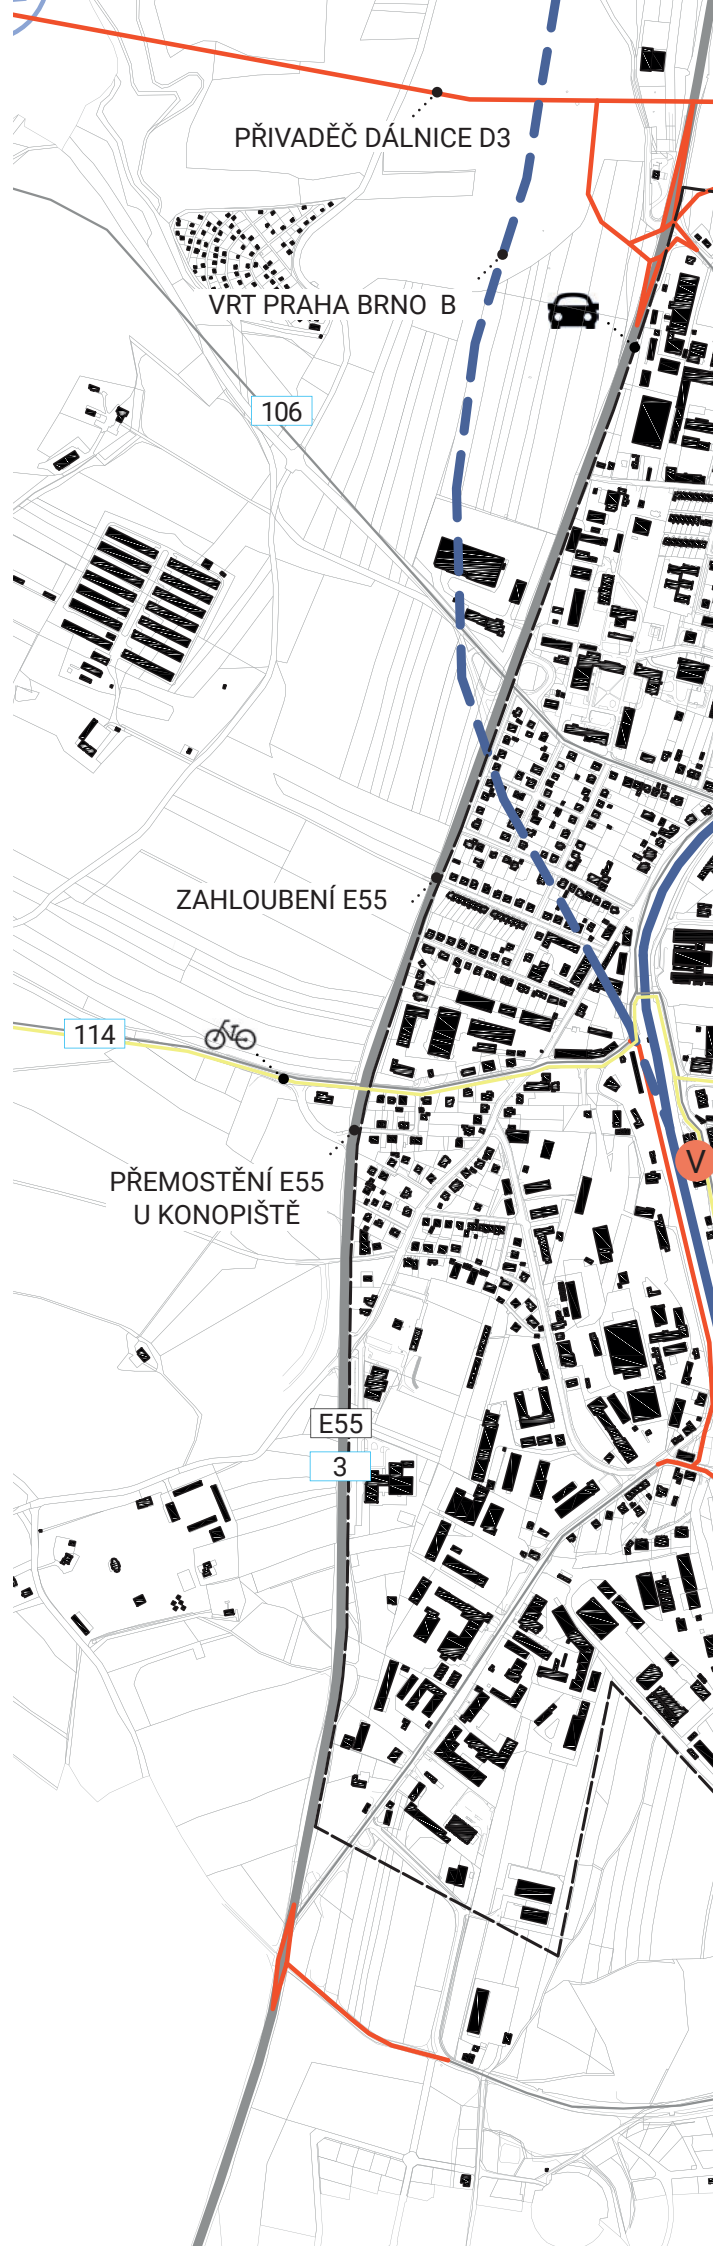 PŘIVADĚČ DÁLNICE D3
VRT PRAHA BRNO B
106
ZAHLOUBENÍ E55
114
V
PŘEMOSTĚNÍ E55
U KONOPIŠTĚ
E55
3